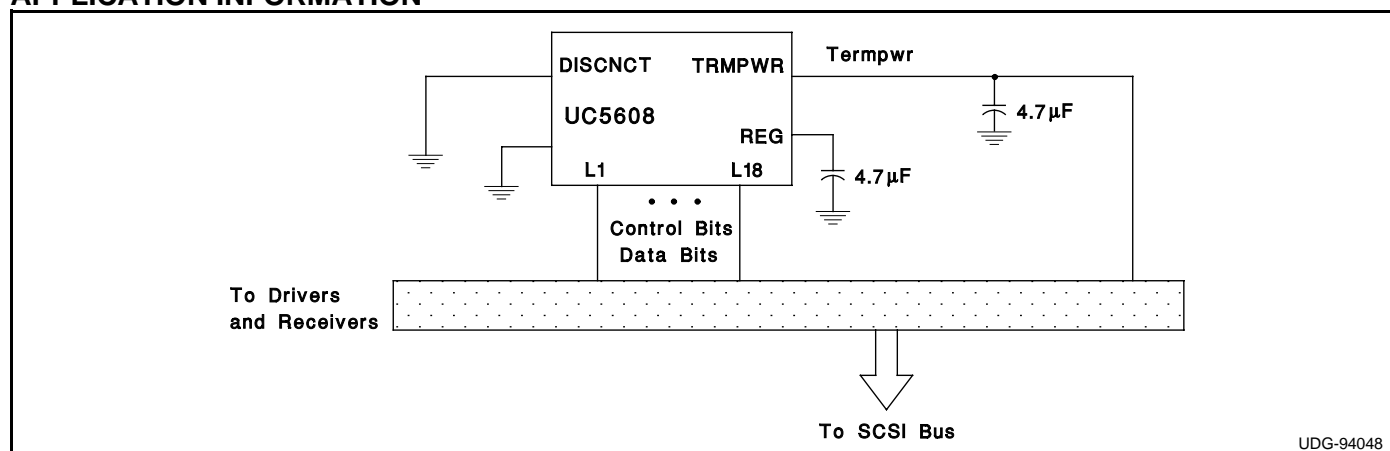 APPLICATION INFORMATION
DISCNCT
TRMPWR
Termpwr
UC5608
4.7µF
REG
L1
L18
4.7µF
• • •
Control Bits
Data Bits
To Drivers
and Receivers
To SCSI Bus
UDG-94048